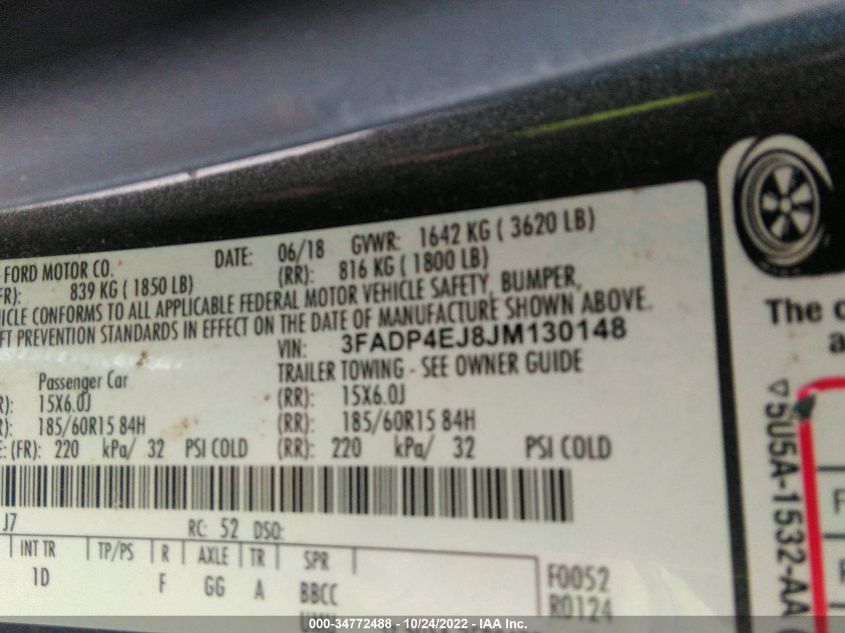 FORD MOTOR CO. DATE: 06/18 GVWR: 1642 KG ( 3620 LB)
FR): 839 KG ( 1850 LB) (RR): 816 KG ( 1800 LB)
ICLE CONFORMS TO ALL APPLICABLE FEDERAL MOTOR VEHICLE SAFETY, BUMPER,
FT PREVENTION STANDARDS IN EFFECT ON THE DATE OF MANUFACTURE SHOWN ABOVE.
VIN: 3FADP4EJ8JM130148
Passenger Car TRAILER TOWING - SEE OWNER GUIDE
R): 15X6.0J (RR): 15X6.0J
R): 185/60R15 84H (RR): 185/60R15 84H
E: (FR): 220 kPa/ 32 PSI COLD (RR): 220 kPa/ 32 PSI COLD
J7 RC: 52 DSO:
INT TR TP/PS R AXLE TR SPR
1D F GG A BBCC
F0052
R0124
The
a
5U5A-1532-AA
F
000-34772488 - 10/24/2022 - IAA Inc.